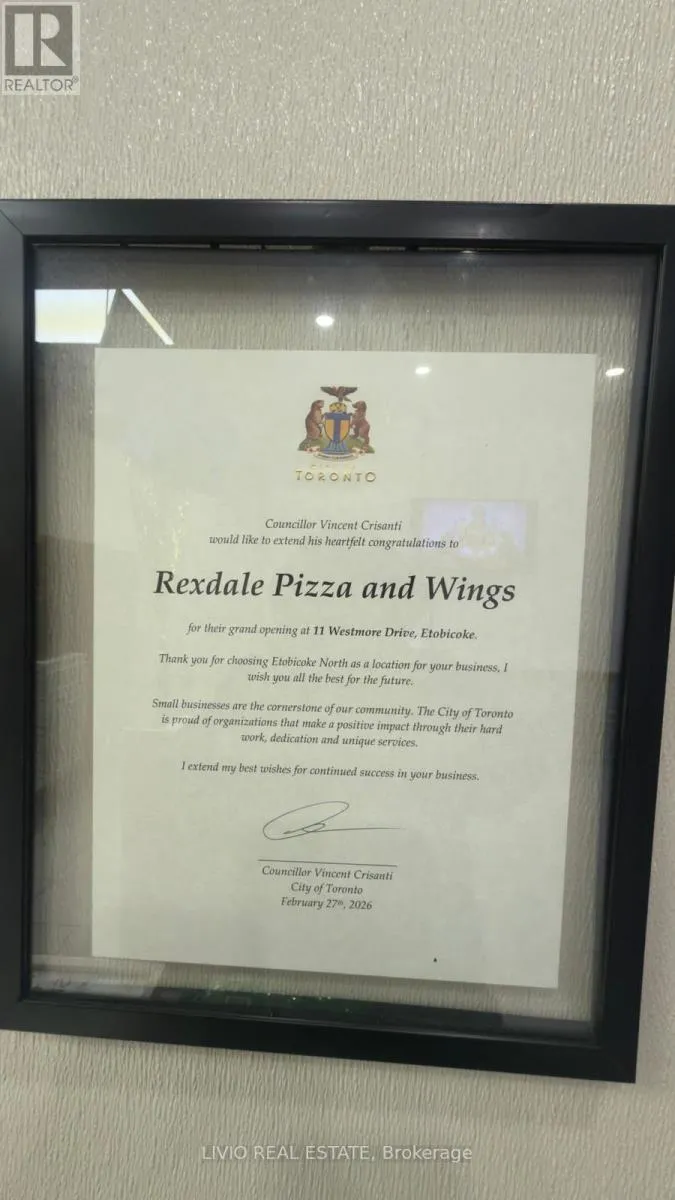 REALTOR®
TORONTO
Councillor Vincent Crisanti
would like to extend his heartfelt congratulations to
Rexdale Pizza and Wings
for their grand opening at 11 Westmore Drive, Etobicoke.
Thank you for choosing Etobicoke North as a location for your business, I
wish you all the best for the future.
Small businesses are the cornerstone of our community. The City of Toronto
is proud of organizations that make a positive impact through their hard
work, dedication and unique services.
I extend my best wishes for continued success in your business.
Councillor Vincent Crisanti
City of Toronto
February 27th, 2026
LIVIO REAL ESTATE, Brokerage